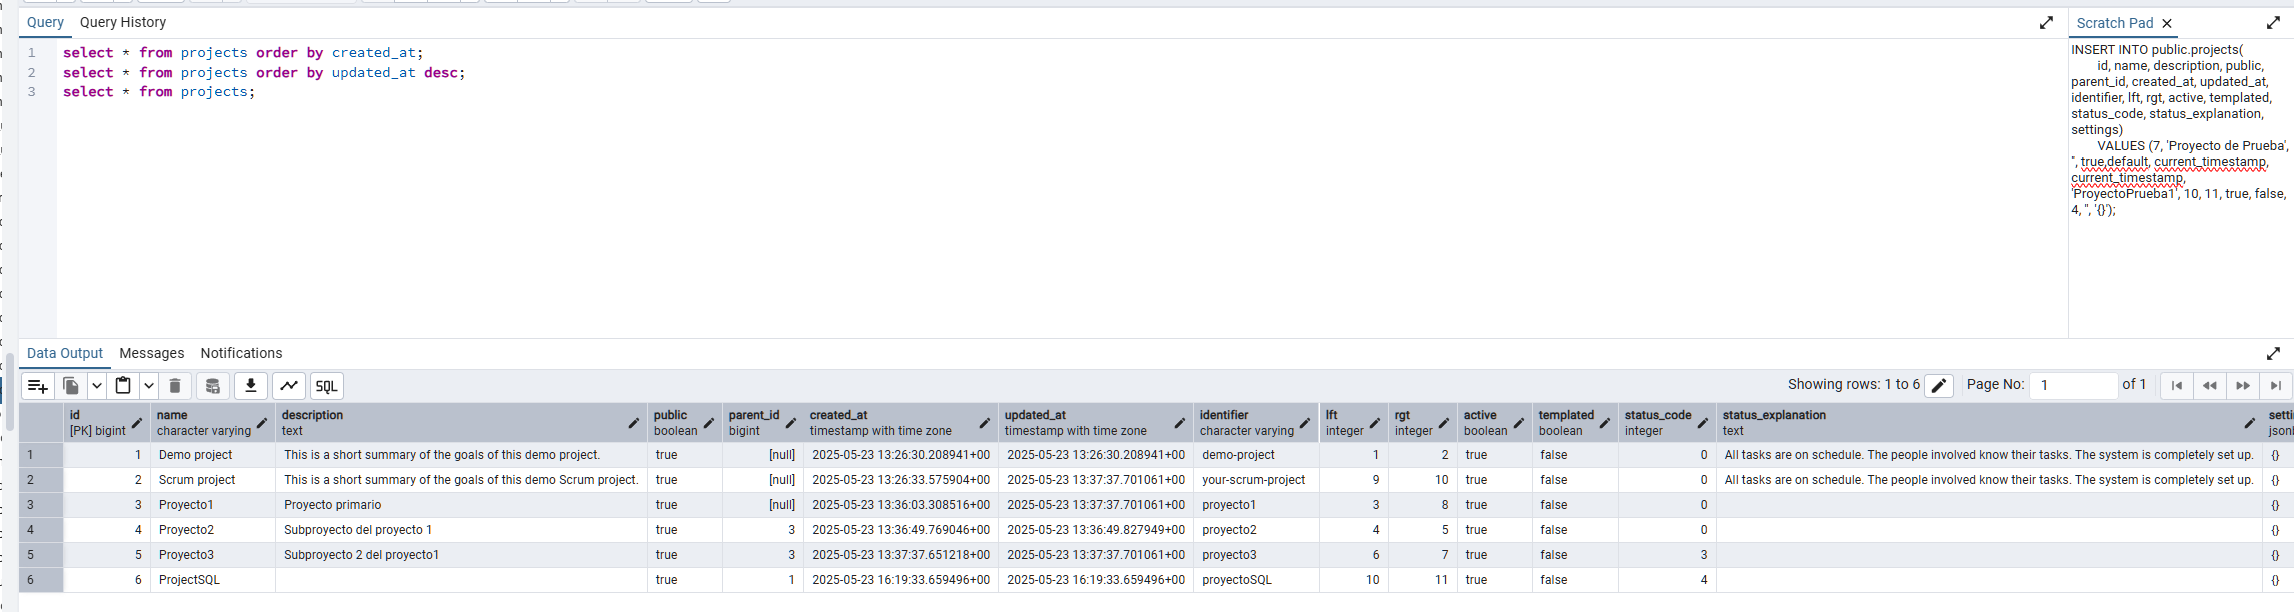 Query Query History
Scratch Pad
1 select * from projects order by created_at;
2 select * from projects order by updated_at desc;
3 select * from projects;
INSERT INTO public.projects(
id, name, description, public,
parent_id, created_at, updated_at,
identifier, lft, rgt, active, templated,
status_code, status_explanation,
settings)
VALUES (7, 'Proyecto de Prueba',
'', true,default, current_timestamp,
current_timestamp,
'ProyectoPrueba1', 10, 11, true, false,
4, '', '{}');
Data Output Messages Notifications
SQL Showing rows: 1 to 6 Page No: 1 of 1
id name description public parent_id created_at updated_at identifier lft rgt active templated status_code status_explanation
[PK] bigint character varying text boolean bigint timestamp with time zone timestamp with time zone character varying integer integer boolean boolean integer text
1 1 Demo project This is a short summary of the goals of this demo project. true [null] 2025-05-23 13:26:30.208941+00 2025-05-23 13:26:30.208941+00 demo-project 1 2 true false 0 All tasks are on schedule. The people involved know their tasks. The system is completely set up. {}
2 2 Scrum project This is a short summary of the goals of this demo Scrum project. true [null] 2025-05-23 13:26:33.575904+00 2025-05-23 13:37:37.701061+00 your-scrum-project 9 10 true false 0 All tasks are on schedule. The people involved know their tasks. The system is completely set up. {}
3 3 Proyecto1 Proyecto primario true [null] 2025-05-23 13:36:03.308516+00 2025-05-23 13:37:37.701061+00 proyecto1 3 8 true false 0 {}
4 4 Proyecto2 Subproyecto del proyecto 1 true 3 2025-05-23 13:36:49.769046+00 2025-05-23 13:36:49.827949+00 proyecto2 4 5 true false 0 {}
5 5 Proyecto3 Subproyecto 2 del proyecto1 true 3 2025-05-23 13:37:37.651218+00 2025-05-23 13:37:37.701061+00 proyecto3 6 7 true false 3 {}
6 6 ProjectSQL true 1 2025-05-23 16:19:33.659496+00 2025-05-23 16:19:33.659496+00 proyectoSQL 10 11 true false 4 {}